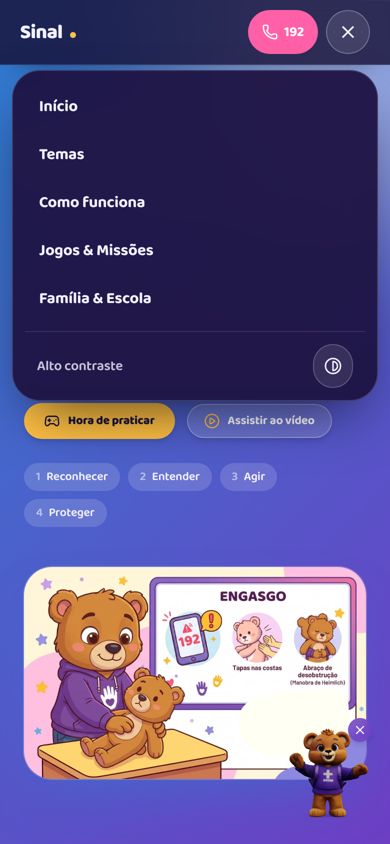 Sinal
192
Início
Temas
Como funciona
Jogos & Missões
Família & Escola
Alto contraste
Hora de praticar
Assistir ao vídeo
1 Reconhecer
2 Entender
3 Agir
4 Proteger
ENGASGO
192
Tapas nas costas
Abraço de
desobstrução
(Manobra de Heimlich)